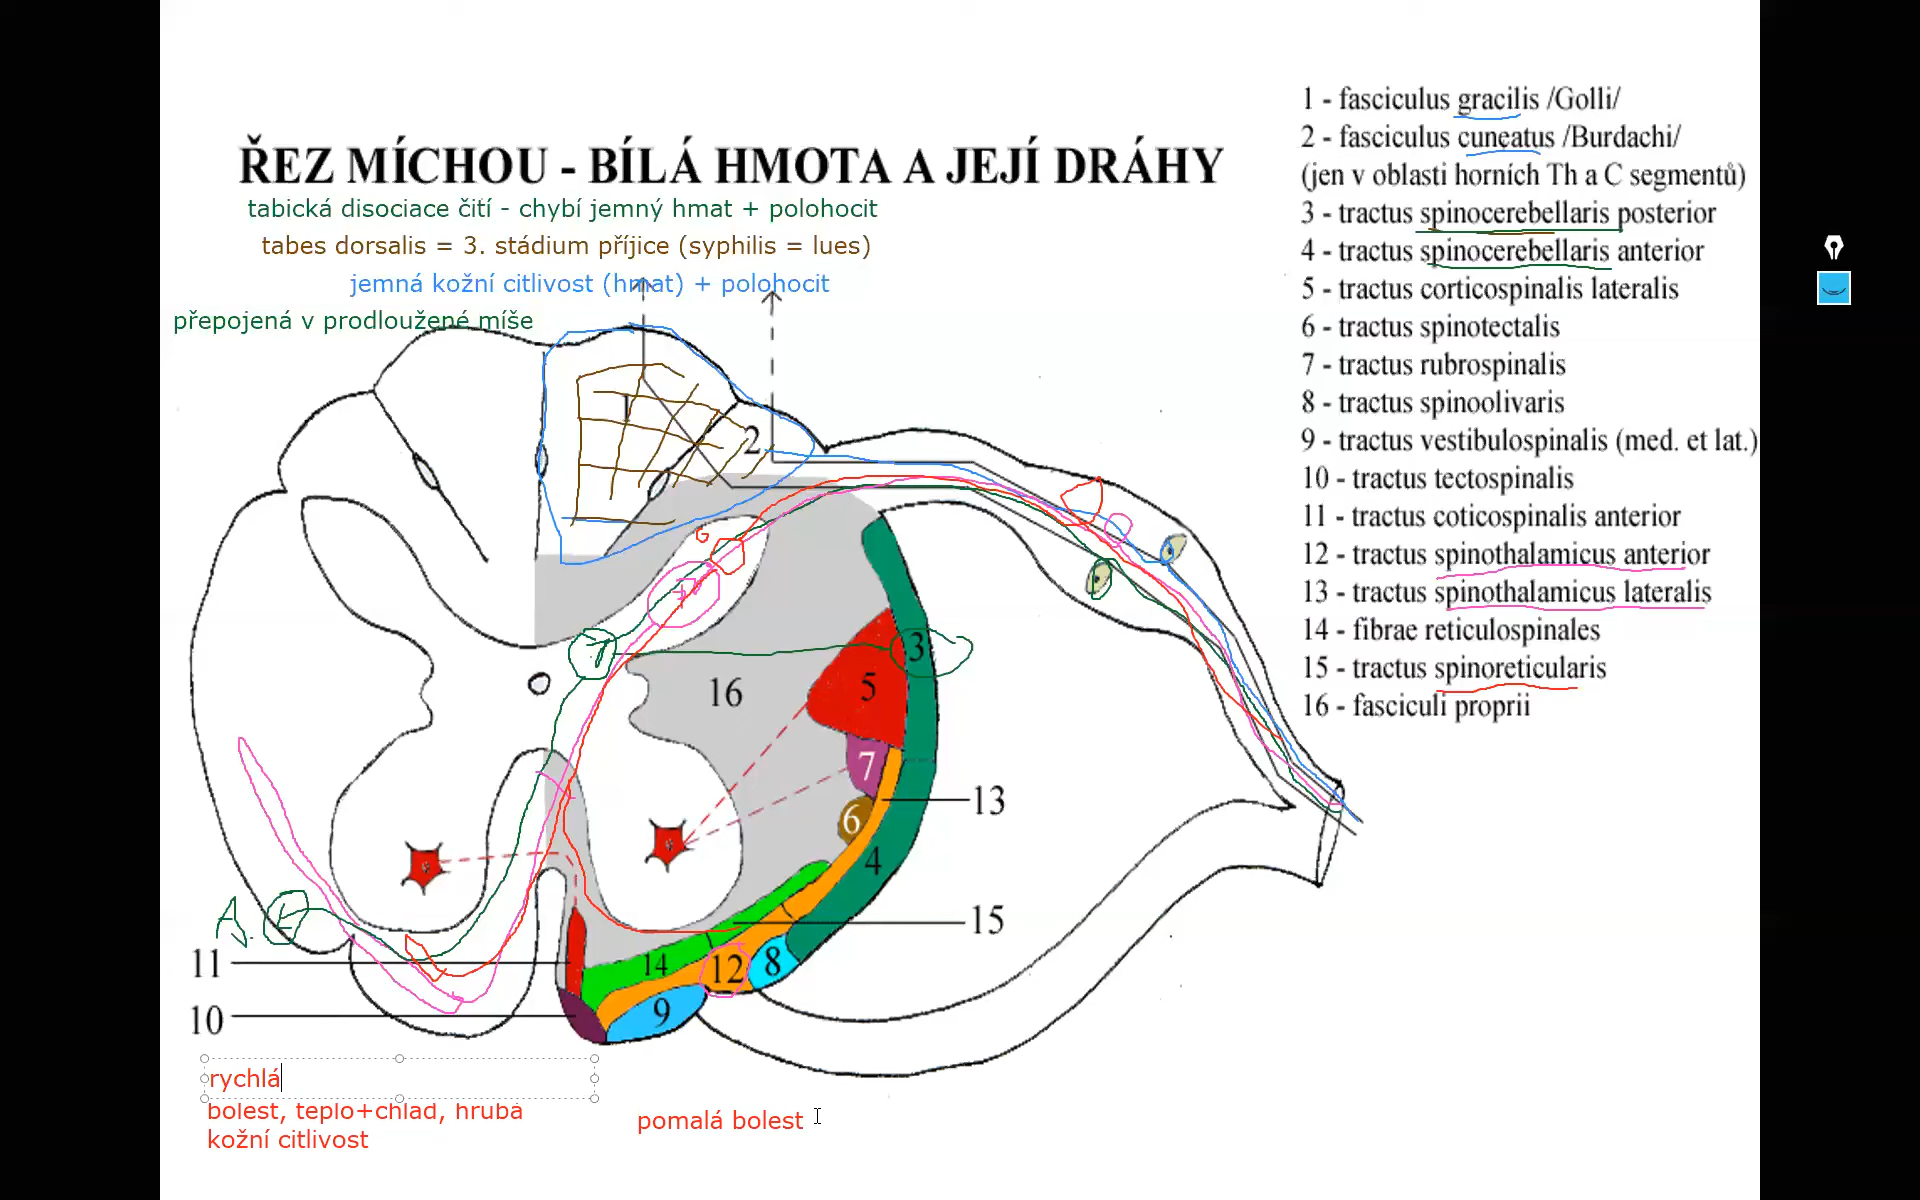 ŘEZ MÍCHOU - BÍLÁ HMOTA A JEJÍ DRÁHY
tabická disociace čití - chybí jemný hmat + polohocit
tabes dorsalis = 3. stádium příjice (syphilis = lues)
jemná kožní citlivost (hmat) + polohocit
přepojená v prodloužené míše
1 - fasciculus gracilis /Golli/
2 - fasciculus cuneatus /Burdachi/
(jen v oblasti horních Th a C segmentů)
3 - tractus spinocerebellaris posterior
4 - tractus spinocerebellaris anterior
5 - tractus corticospinalis lateralis
6 - tractus spinotectalis
7 - tractus rubrospinalis
8 - tractus spinoolivaris
9 - tractus vestibulospinalis (med. et lat.)
10 - tractus tectospinalis
11 - tractus coticospinalis anterior
12 - tractus spinothalamicus anterior
13 - tractus spinothalamicus lateralis
14 - fibrae reticulospinales
15 - tractus spinoreticularis
16 - fasciculi proprii
1
2
3
16
5
7
13
6
4
15
14
12
8
11
9
10
rychlá
bolest, teplo+chlad, hrubá
kožní citlivost
pomalá bolest